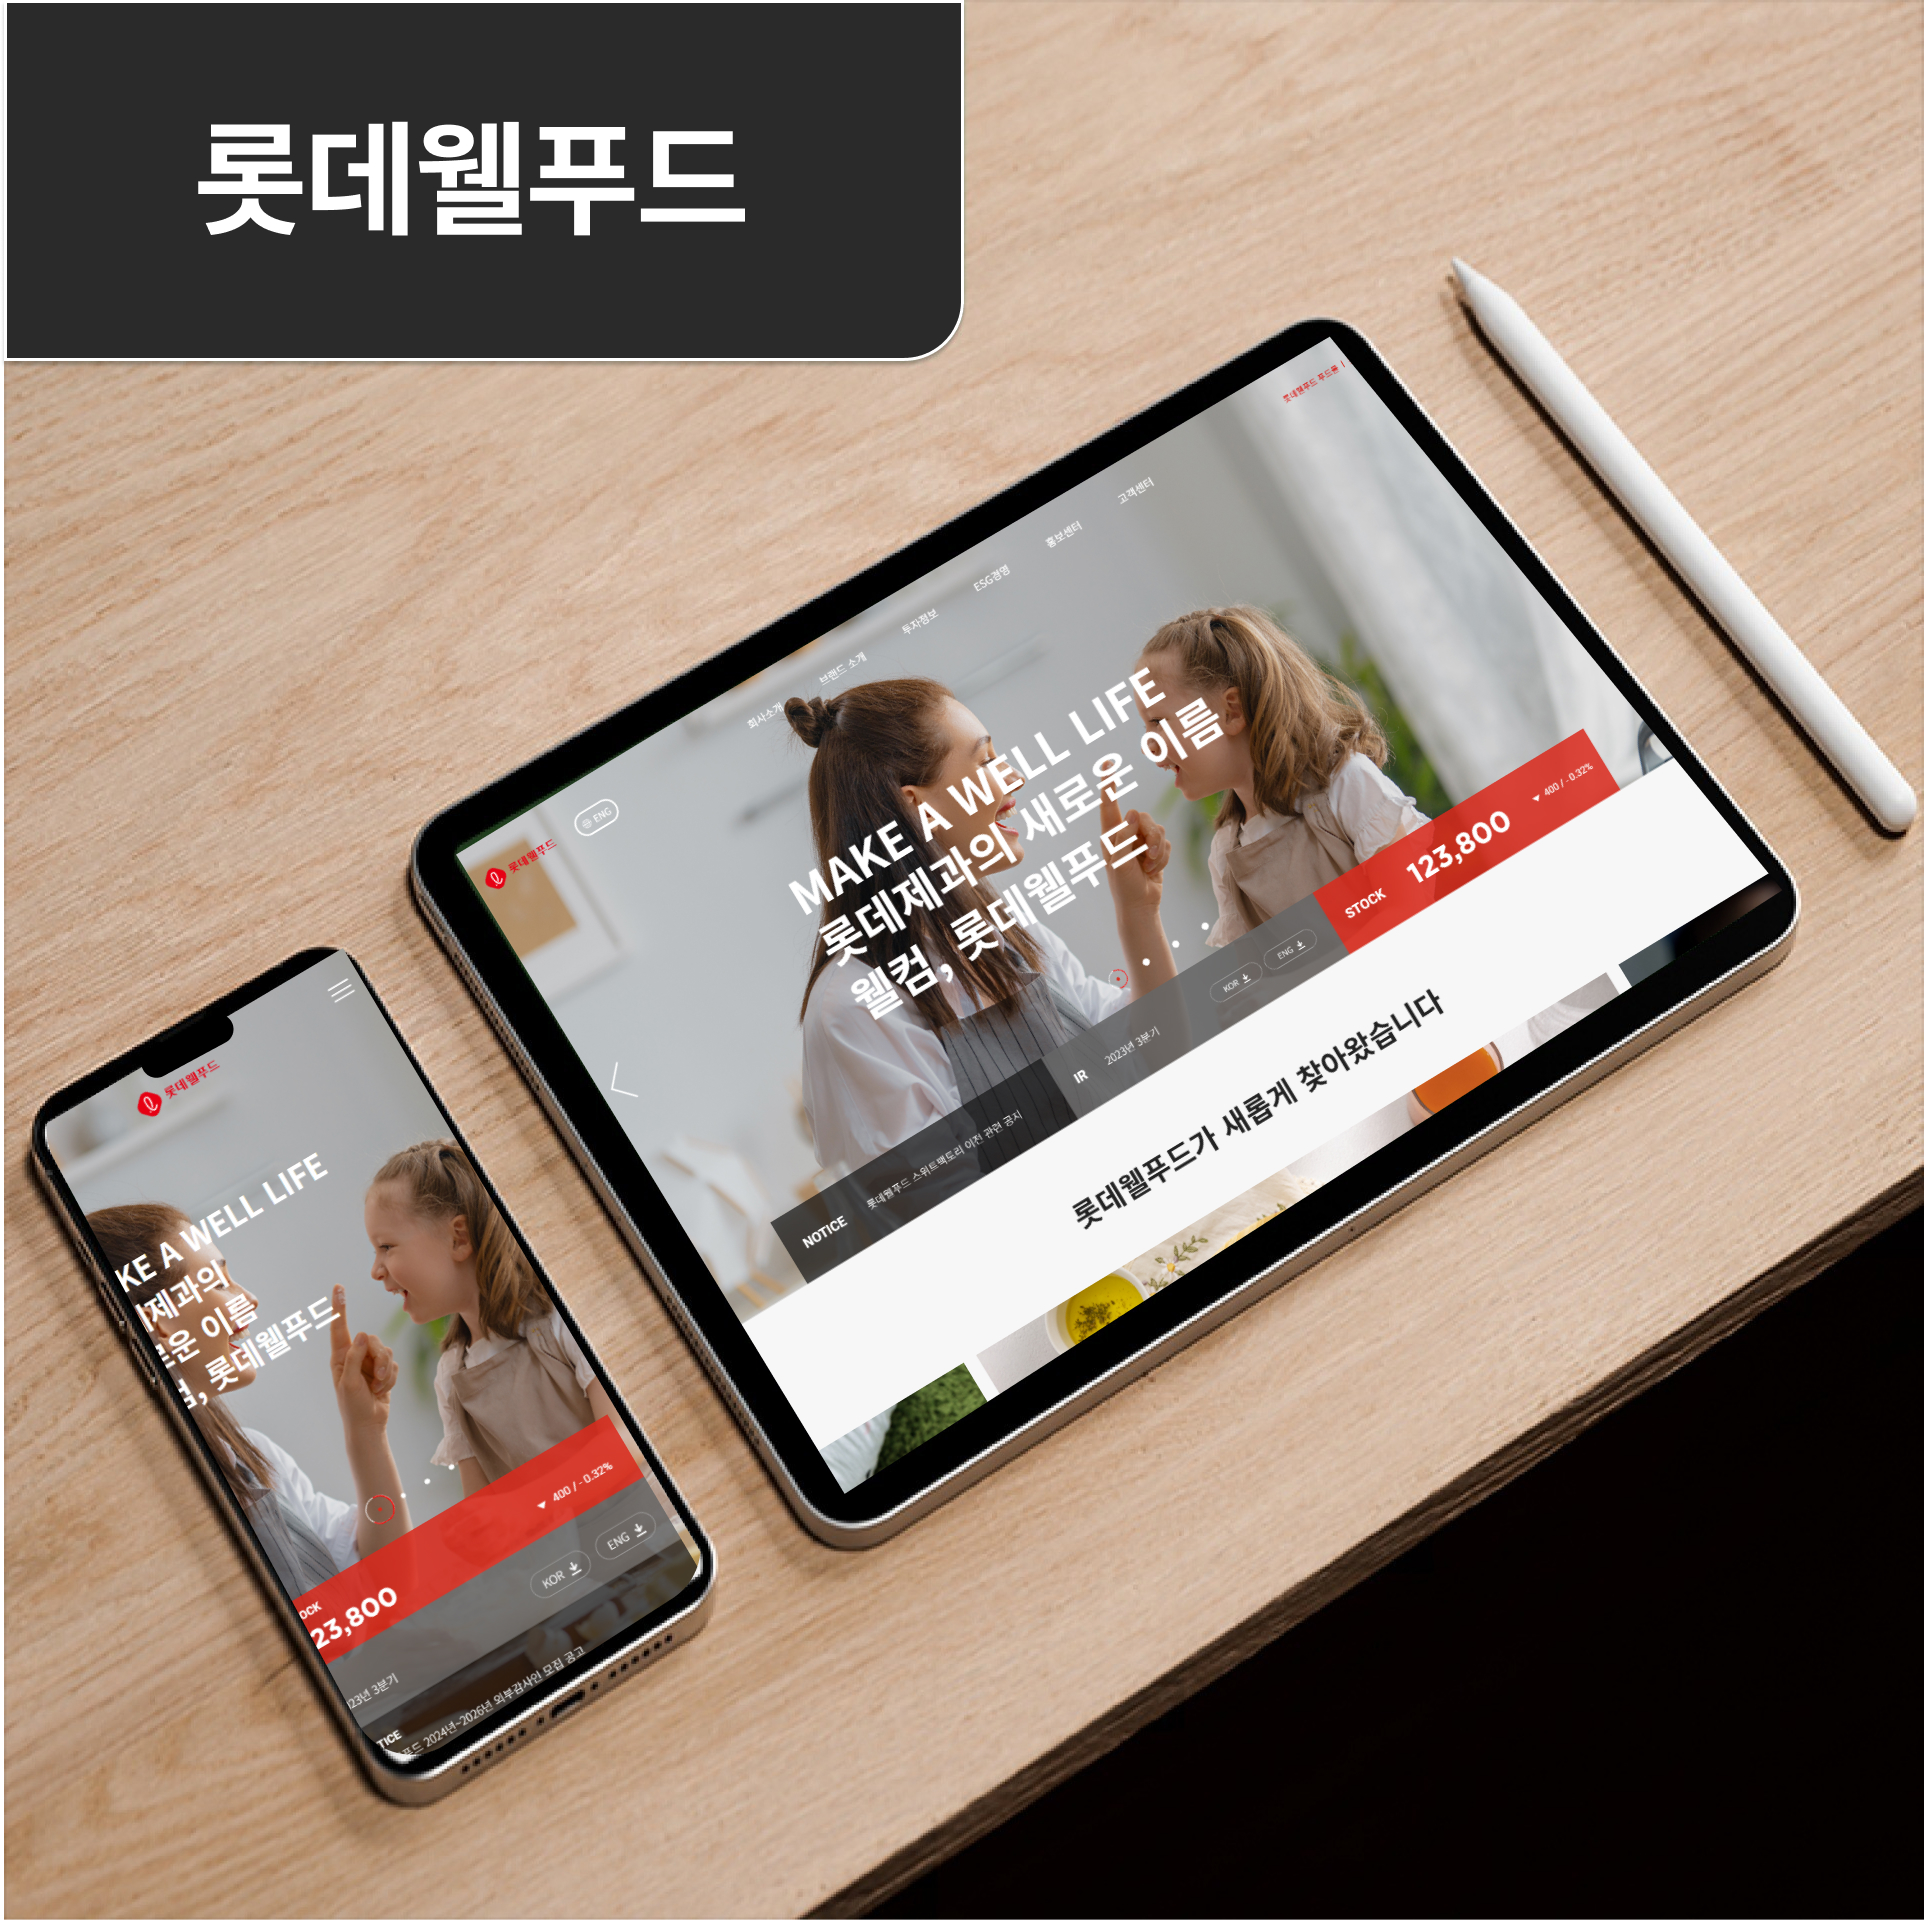 롯데웰푸드
롯데웰푸드 푸드몰
롯데웰푸드
ENG
회사소개
브랜드 소개
투자정보
ESG경영
홍보센터
고객센터
MAKE A WELL LIFE
롯데제과의 새로운 이름
웰컴, 롯데웰푸드
NOTICE
롯데웰푸드 스위트팩토리 이전 관련 공지
IR
2023년 3분기
KOR
ENG
STOCK
123,800
400 / -0.32%
롯데웰푸드가 새롭게 찾아왔습니다
롯데웰푸드
KE A WELL LIFE
제과의
운 이름
, 롯데웰푸드
OCK
23,800
400 / -0.32%
23년 3분기
KOR
ENG
TICE
푸드 2024년~2026년 외부감사인 모집 공고